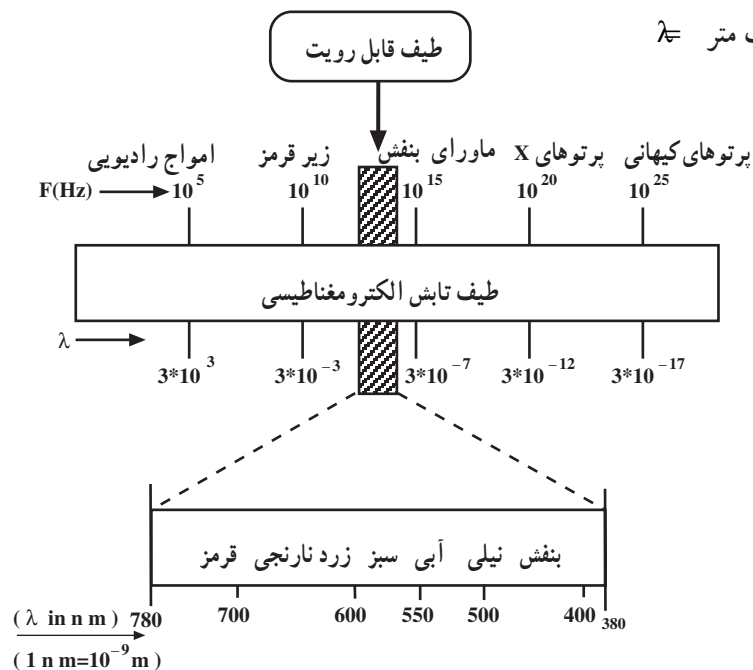 متر =λ
طیف قابل رویت
امواج رادیویی زیر قرمز ماورای بنفش پرتوهای X پرتوهای کیهانی
F(Hz) 10^5 10^10 10^15 10^20 10^25
طیف تابش الکترومغناطیسی
λ
3*10^3 3*10^-3 3*10^-7 3*10^-12 3*10^-17
بنفش نیلی آبی سبز زرد نارنجی قرمز
(λ in n m) 780 700 600 550 500 400 380
(1 n m=10^-9 m)